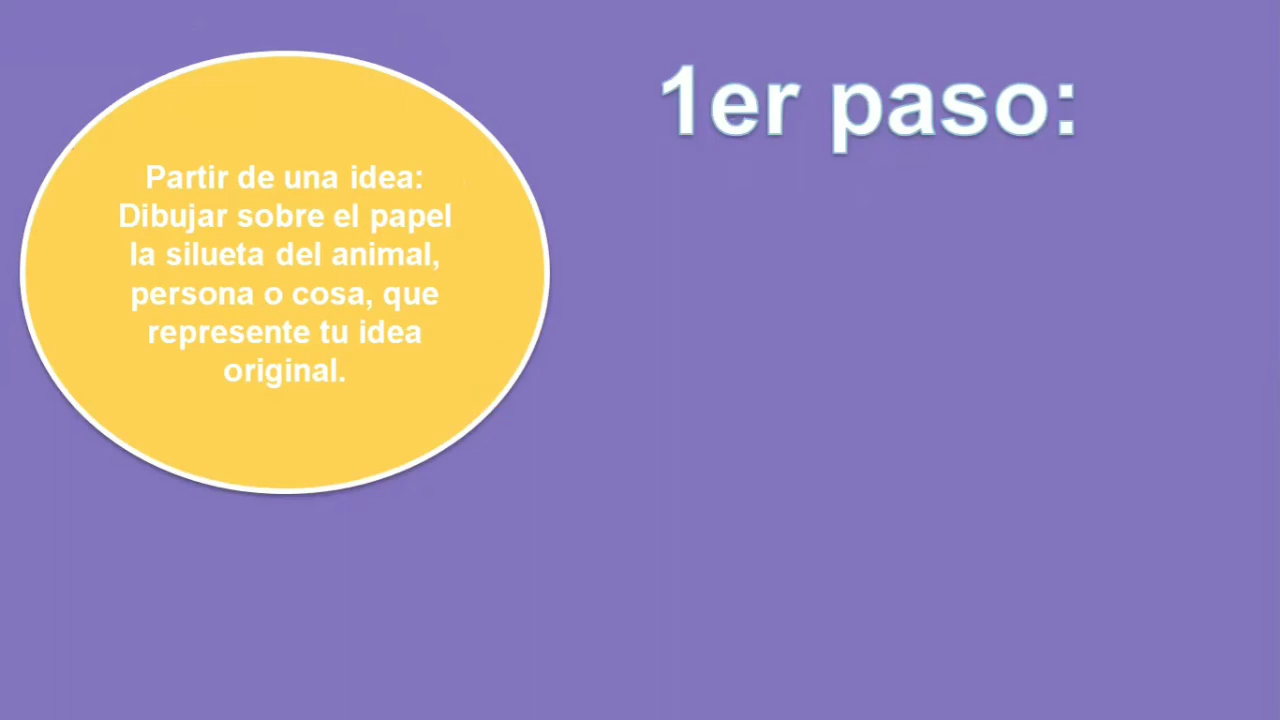 1er paso:
Partir de una idea:
Dibujar sobre el papel
la silueta del animal,
persona o cosa, que
represente tu idea
original.